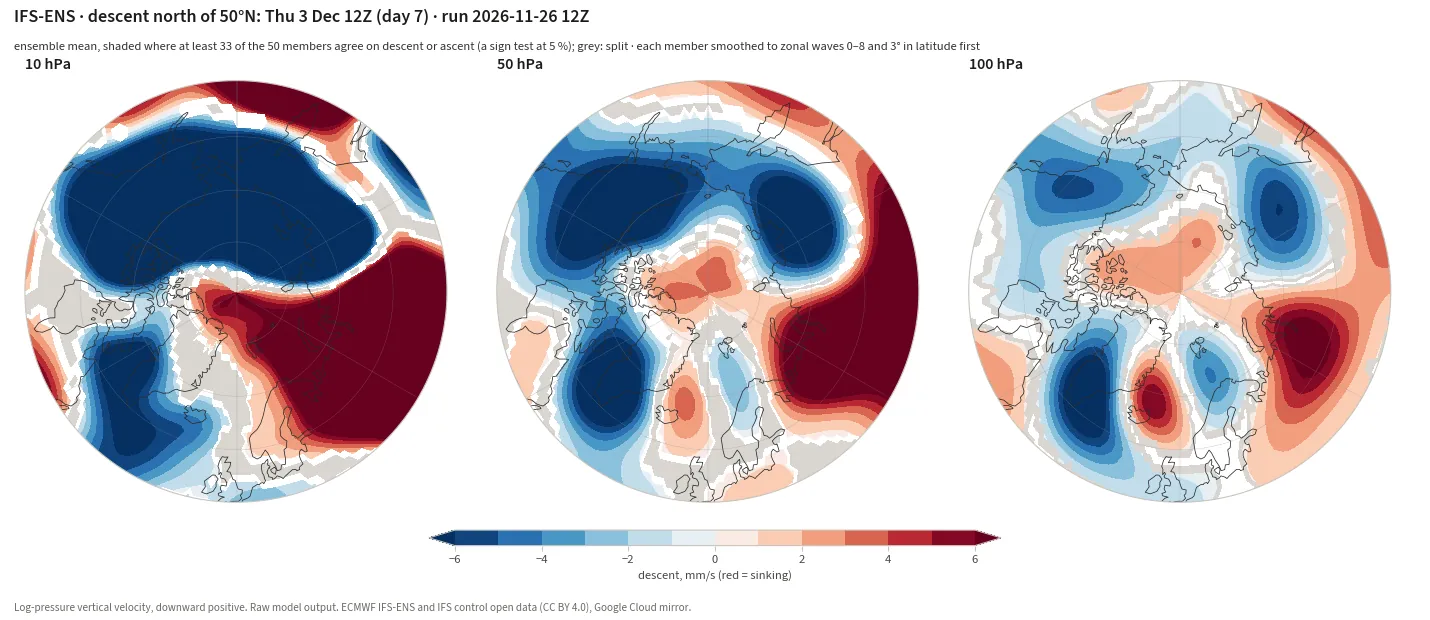 IFS-ENS · descent north of 50°N: Thu 3 Dec 12Z (day 7) · run 2026-11-26 12Z
ensemble mean, shaded where at least 33 of the 50 members agree on descent or ascent (a sign test at 5 %); grey: split · each member smoothed to zonal waves 0–8 and 3° in latitude first
10 hPa
50 hPa
100 hPa
−6 −4 −2 0 2 4 6
descent, mm/s (red = sinking)
Log-pressure vertical velocity, downward positive. Raw model output. ECMWF IFS-ENS and IFS control open data (CC BY 4.0), Google Cloud mirror.